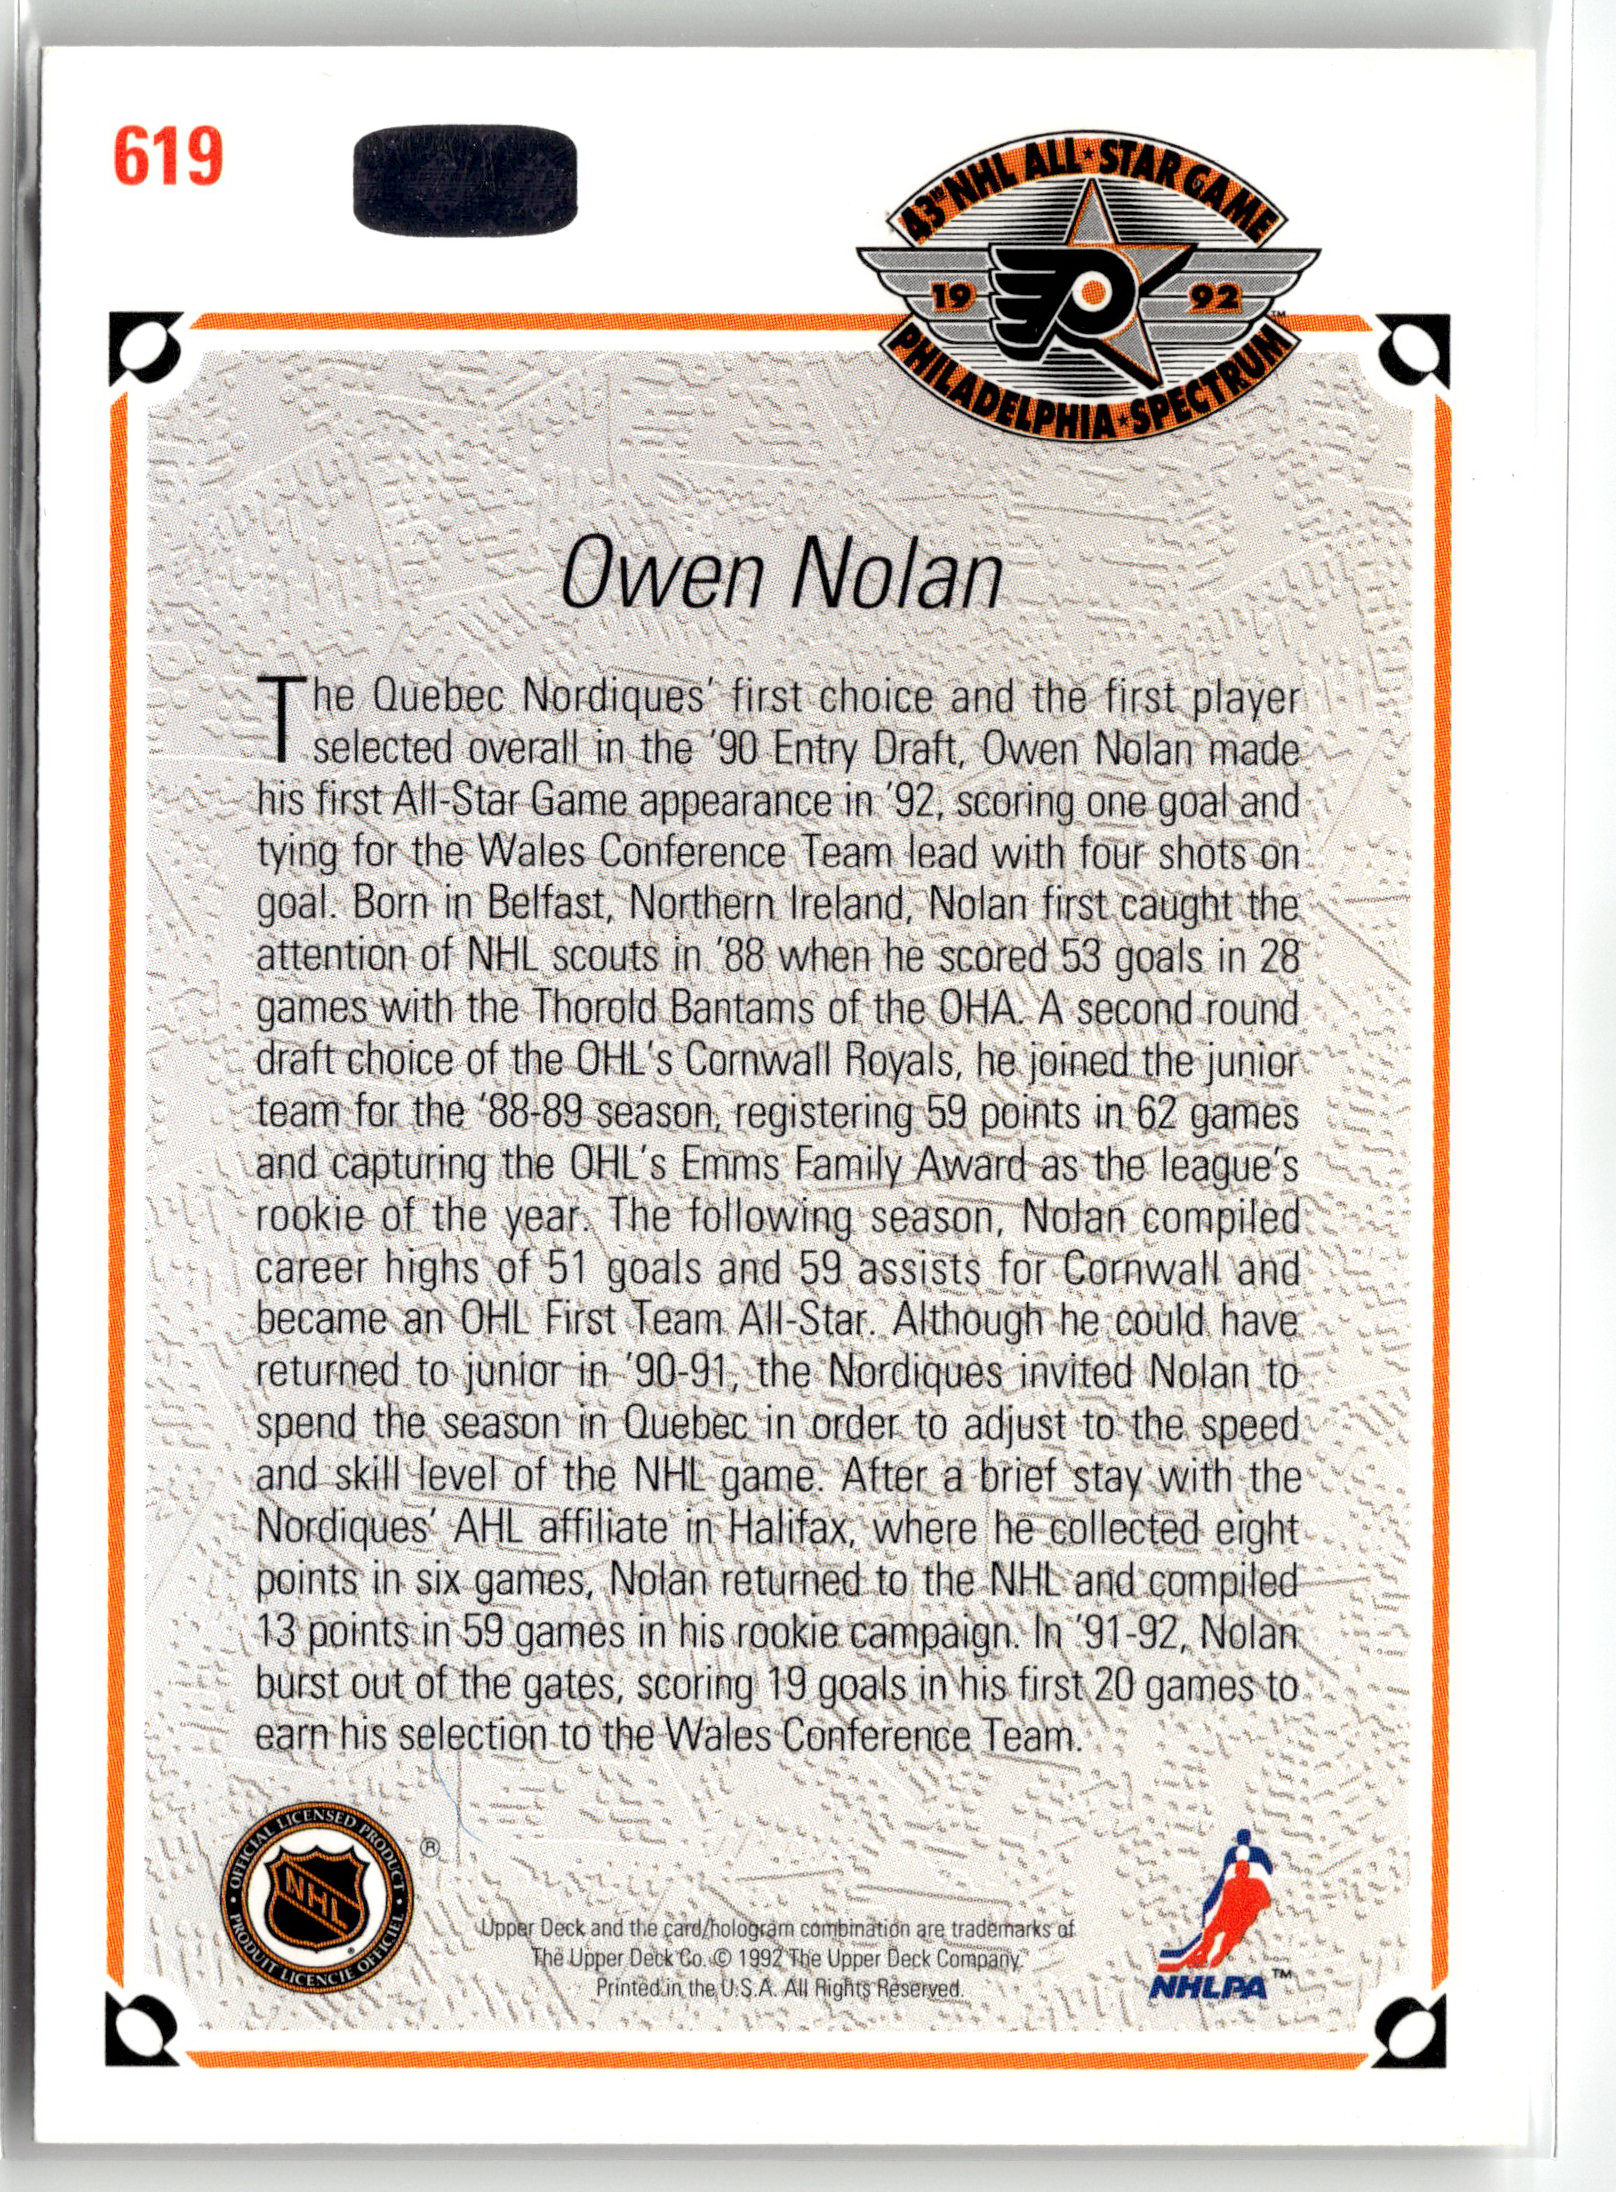 619
43RD NHL ALL★STAR GAME
19 92
PHILADELPHIA★SPECTRUM
TM
Owen Nolan
The Quebec Nordiques' first choice and the first player
selected overall in the '90 Entry Draft, Owen Nolan made
his first All-Star Game appearance in '92, scoring one goal and
tying for the Wales Conference Team lead with four shots on
goal. Born in Belfast, Northern Ireland, Nolan first caught the
attention of NHL scouts in '88 when he scored 53 goals in 28
games with the Thorold Bantams of the OHA. A second round
draft choice of the OHL's Cornwall Royals, he joined the junior
team for the '88-89 season, registering 59 points in 62 games
and capturing the OHL's Emms Family Award as the league's
rookie of the year. The following season, Nolan compiled
career highs of 51 goals and 59 assists for Cornwall and
became an OHL First Team All-Star. Although he could have
returned to junior in '90-91, the Nordiques invited Nolan to
spend the season in Quebec in order to adjust to the speed
and skill level of the NHL game. After a brief stay with the
Nordiques' AHL affiliate in Halifax, where he collected eight
points in six games, Nolan returned to the NHL and compiled
13 points in 59 games in his rookie campaign. In '91-92, Nolan
burst out of the gates, scoring 19 goals in his first 20 games to
earn his selection to the Wales Conference Team.
OFFICIAL LICENSED PRODUCT
NHL
®
• PRODUIT LICENCIE OFFICIEL •
Upper Deck and the card/hologram combination are trademarks of
The Upper Deck Co. © 1992 The Upper Deck Company.
Printed in the U.S.A. All Rights Reserved.
NHLPA™